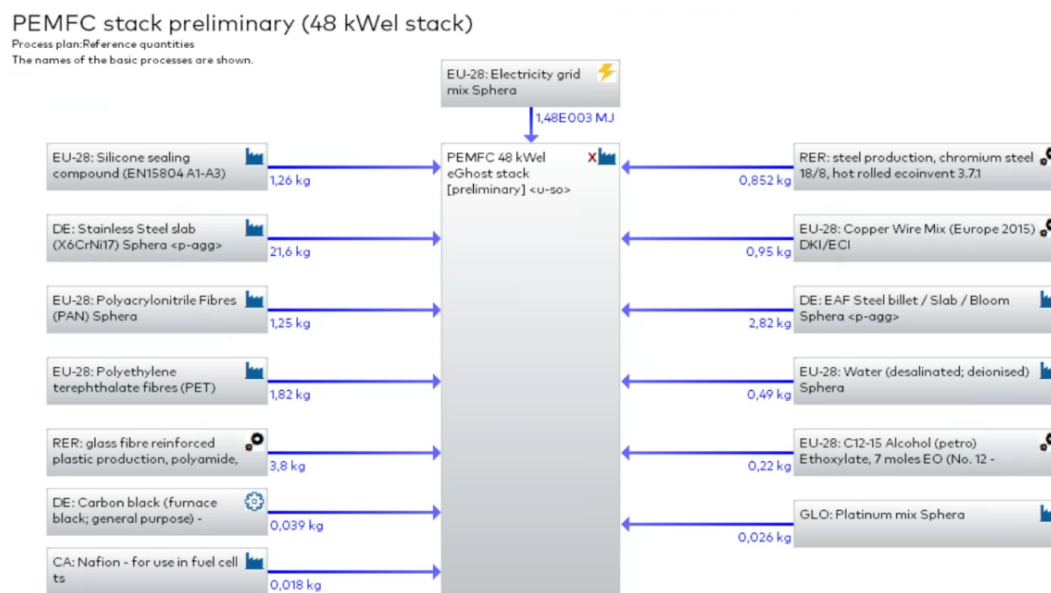 PEMFC stack preliminary (48 kWel stack)
Process plan:Reference quantities
The names of the basic processes are shown.
EU-28: Electricity grid
mix Sphera
1,48E003 MJ
PEMFC 48 kWel
eGhost stack
[preliminary] <u-so>
X
EU-28: Silicone sealing
compound (EN15804 A1-A3)
1,26 kg
DE: Stainless Steel slab
(X6CrNi17) Sphera <p-agg>
21,6 kg
EU-28: Polyacrylonitrile Fibres
(PAN) Sphera
1,25 kg
EU-28: Polyethylene
terephthalate fibres (PET)
1,82 kg
RER: glass fibre reinforced
plastic production, polyamide,
3,8 kg
DE: Carbon black (furnace
black; general purpose) -
0,039 kg
CA: Nafion - for use in fuel cell
ts
0,018 kg
RER: steel production, chromium steel
18/8, hot rolled ecoinvent 3.7.1
0,852 kg
EU-28: Copper Wire Mix (Europe 2015)
DKI/ECI
0,95 kg
DE: EAF Steel billet / Slab / Bloom
Sphera <p-agg>
2,82 kg
EU-28: Water (desalinated; deionised)
Sphera
0,49 kg
EU-28: C12-15 Alcohol (petro)
Ethoxylate, 7 moles EO (No. 12 -
0,22 kg
GLO: Platinum mix Sphera
0,026 kg